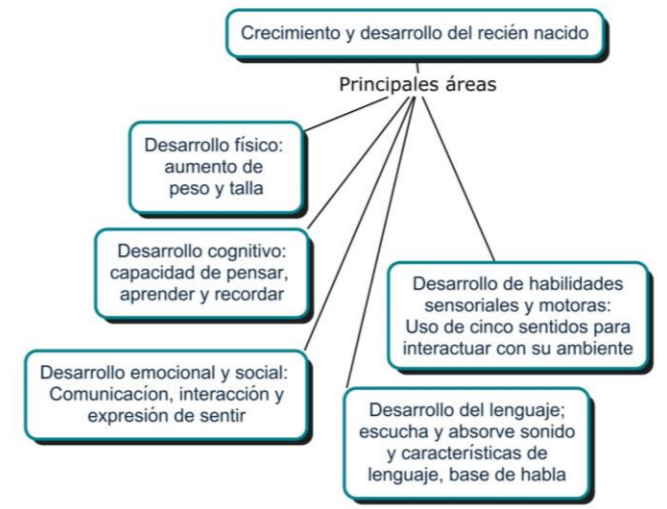 Crecimiento y desarrollo del recién nacido
Principales áreas
Desarrollo físico:
aumento de
peso y talla
Desarrollo cognitivo:
capacidad de pensar,
aprender y recordar
Desarrollo de habilidades
sensoriales y motoras:
Uso de cinco sentidos para
interactuar con su ambiente
Desarrollo emocional y social:
Comunicacíon, interacción y
expresión de sentir
Desarrollo del lenguaje;
escucha y absorve sonido
y características de
lenguaje, base de habla